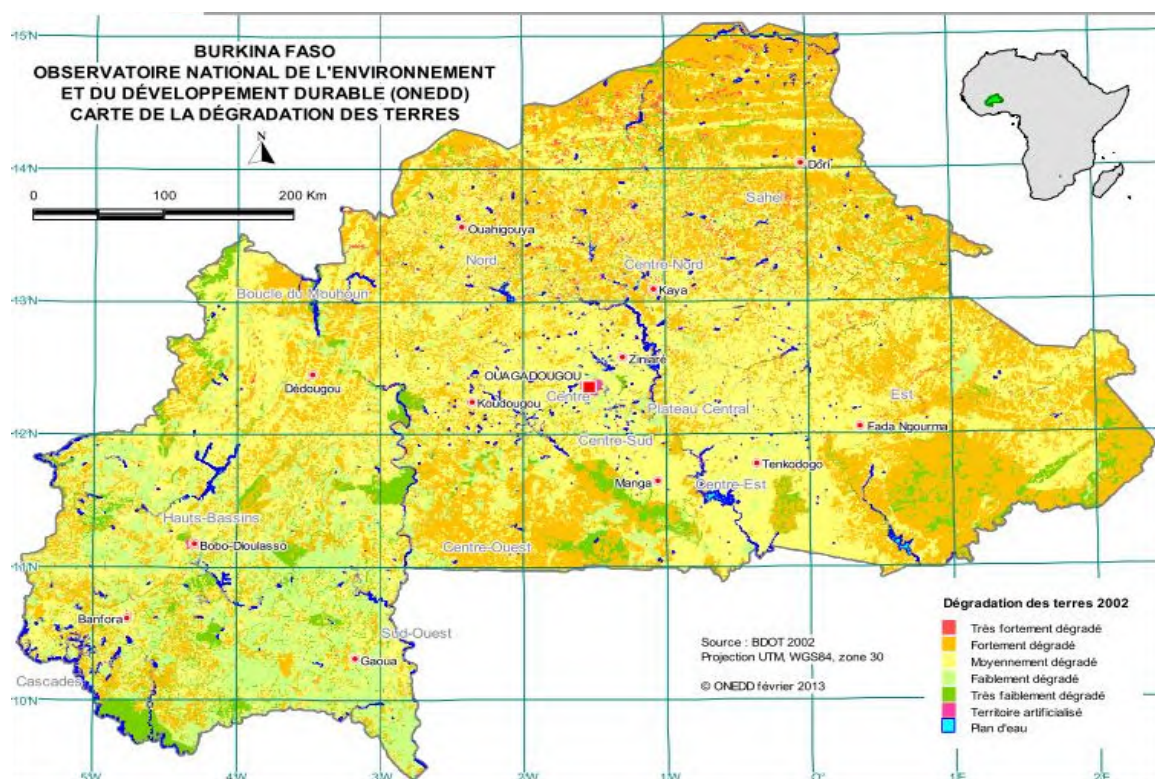 BURKINA FASO
OBSERVATOIRE NATIONAL DE L'ENVIRONNEMENT
ET DU DÉVELOPPEMENT DURABLE (ONEDD)
CARTE DE LA DÉGRADATION DES TERRES
N
0 100 200 Km
15°N
14°N
13°N
12°N
11°N
10°N
Dori
Sahel
Ouahigouya
Nord
Centre-Nord
Kaya
Boucle du Mouhoun
Ziniaré
Dédougou
OUAGADOUGOU
Centre
Koudougou
Plateau Central
Est
Fada Ngourma
Centre-Sud
Tenkodogo
Manga
Centre-Est
Hauts-Bassins
Bobo-Dioulasso
Centre-Ouest
Banfora
Sud-Ouest
Gaoua
Cascades
Source : BDOT 2002
Projection UTM, WGS84, zone 30
© ONEDD février 2013
Dégradation des terres 2002
Très fortement dégradé
Fortement dégradé
Moyennement dégradé
Faiblement dégradé
Très faiblement dégradé
Territoire artificialisé
Plan d'eau
5°W 4°W 3°W 2°W 1°W 0° 1°E 2°E